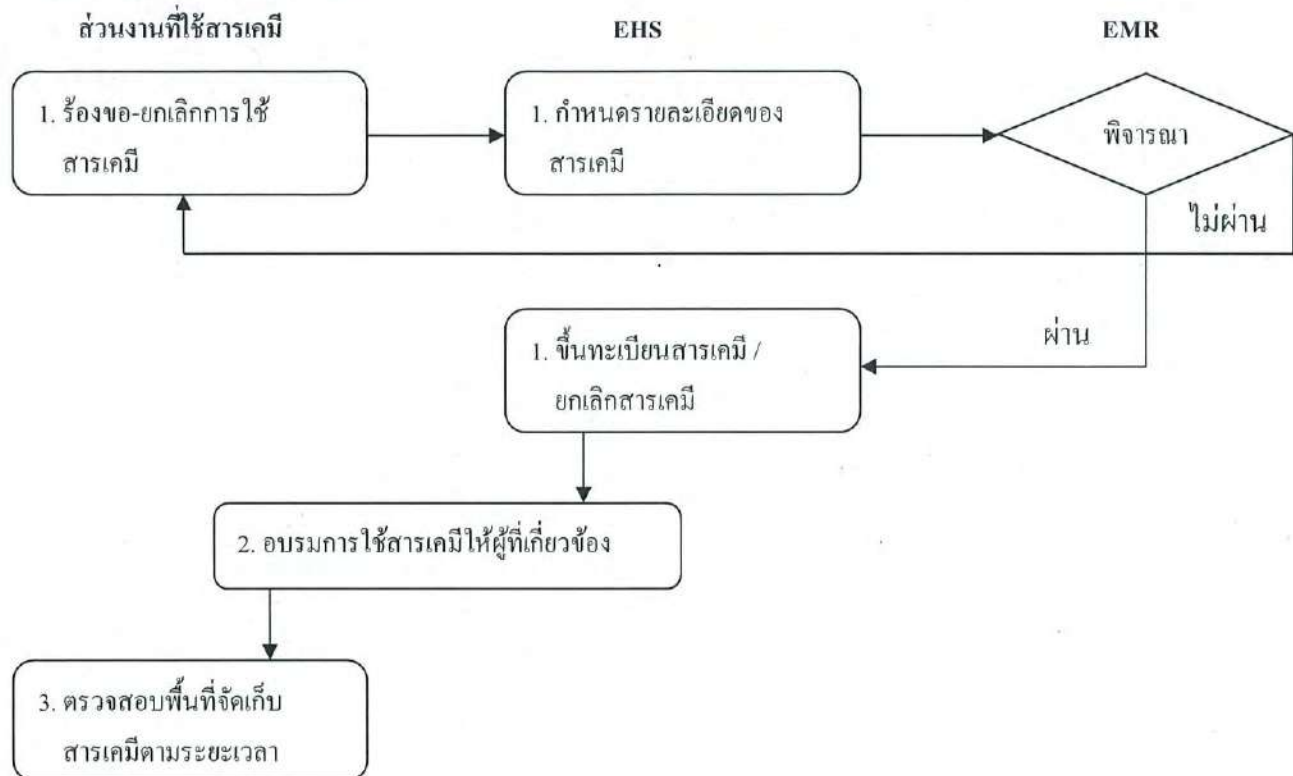 ส่วนงานที่ใช้สารเคมี
EHS
EMR
1. ร้องขอ-ยกเลิกการใช้
สารเคมี
1. กำหนดรายละเอียดของ
สารเคมี
พิจารณา
ไม่ผ่าน
ผ่าน
1. ขึ้นทะเบียนสารเคมี /
ยกเลิกสารเคมี
2. อบรมการใช้สารเคมีให้ผู้ที่เกี่ยวข้อง
3. ตรวจสอบพื้นที่จัดเก็บ
สารเคมีตามระยะเวลา